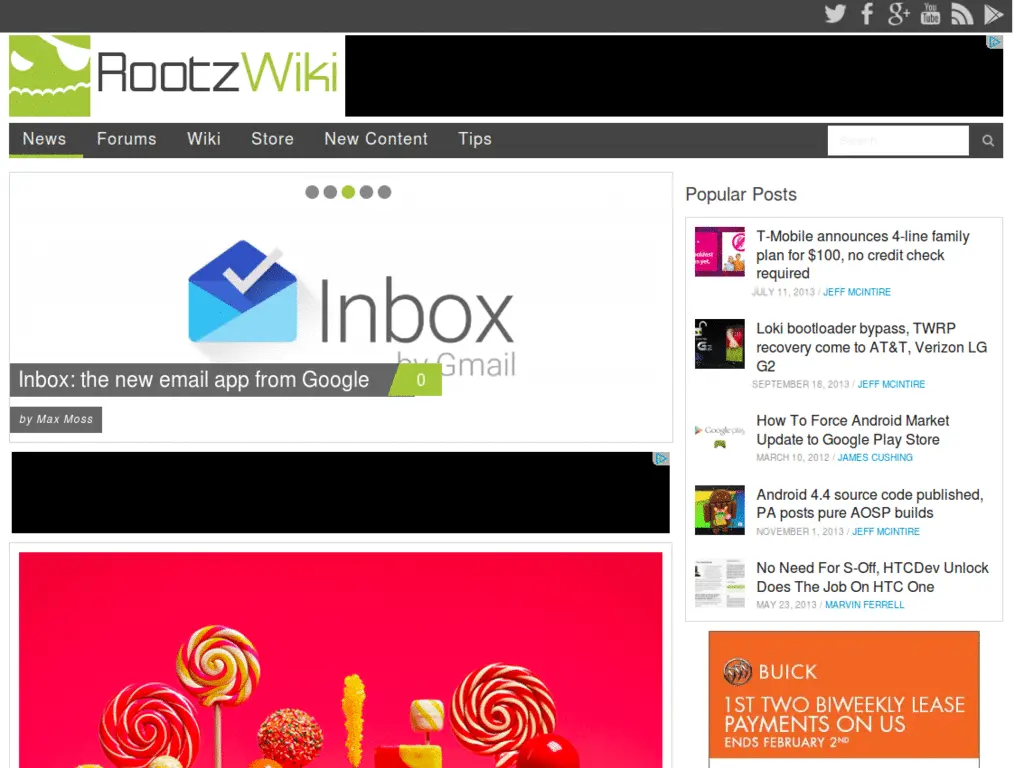 You
Tube
RootzWiki
News Forums Wiki Store New Content Tips
Search
Inbox
by Gmail
Inbox: the new email app from Google 0
by Max Moss
Popular Posts
T-Mobile announces 4-line family
plan for $100, no credit check
required
JULY 11, 2013 / JEFF MCINTIRE
Loki bootloader bypass, TWRP
recovery come to AT&T, Verizon LG
G2
SEPTEMBER 18, 2013 / JEFF MCINTIRE
How To Force Android Market
Update to Google Play Store
MARCH 10, 2012 / JAMES CUSHING
Google play
Android 4.4 source code published,
PA posts pure AOSP builds
NOVEMBER 1, 2013 / JEFF MCINTIRE
No Need For S-Off, HTCDev Unlock
Does The Job On HTC One
MAY 23, 2013 / MARVIN FERRELL
BUICK
1ST TWO BIWEEKLY LEASE
PAYMENTS ON US
ENDS FEBRUARY 2ND